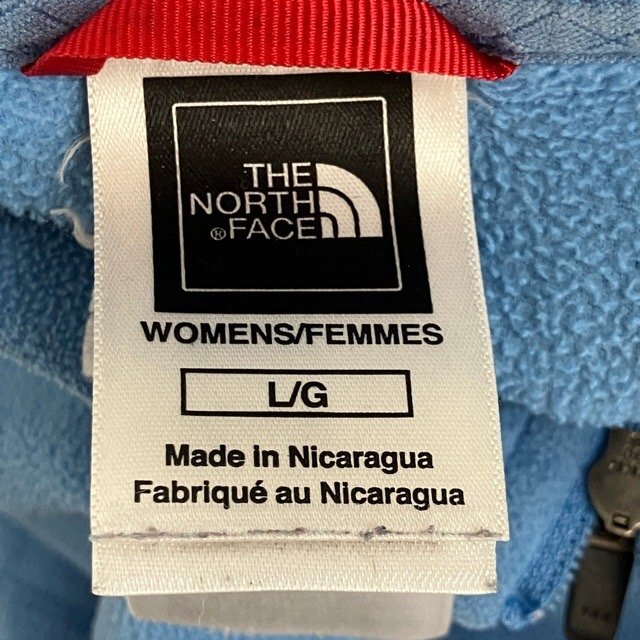 THE
NORTH
®FACE
WOMENS/FEMMES
L/G
Made in Nicaragua
Fabriqué au Nicaragua